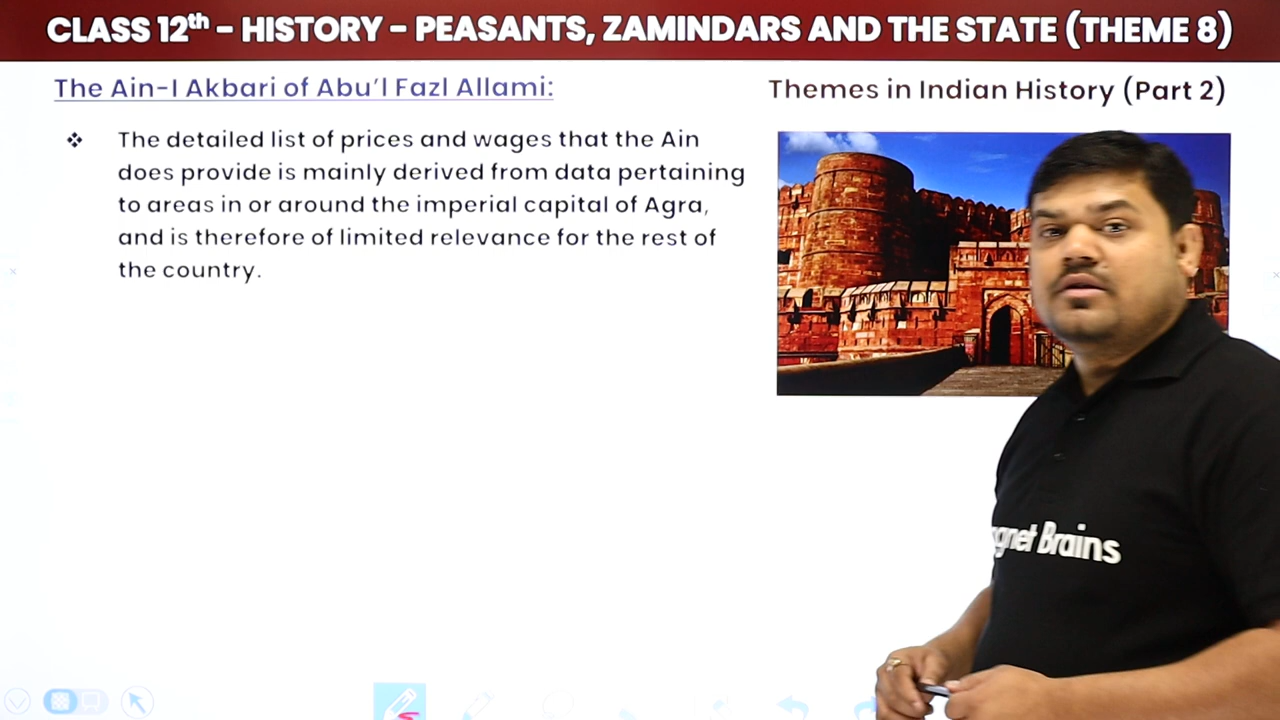 CLASS 12th – HISTORY – PEASANTS, ZAMINDARS AND THE STATE (THEME 8)
The Ain-I Akbari of Abu'l Fazl Allami:
Themes in Indian History (Part 2)
❖ The detailed list of prices and wages that the Ain
does provide is mainly derived from data pertaining
to areas in or around the imperial capital of Agra,
and is therefore of limited relevance for the rest of
the country.
gnet Brains